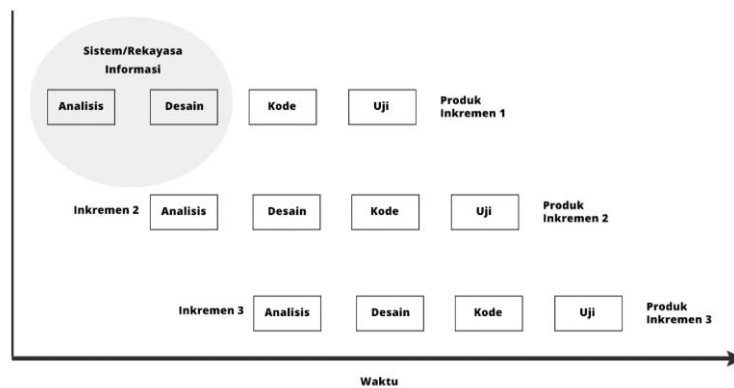 Sistem/Rekayasa
Informasi
Analisis
Desain
Kode
Uji
Produk
Inkremen 1
Inkremen 2
Analisis
Desain
Kode
Uji
Produk
Inkremen 2
Inkremen 3
Analisis
Desain
Kode
Uji
Produk
Inkremen 3
Waktu